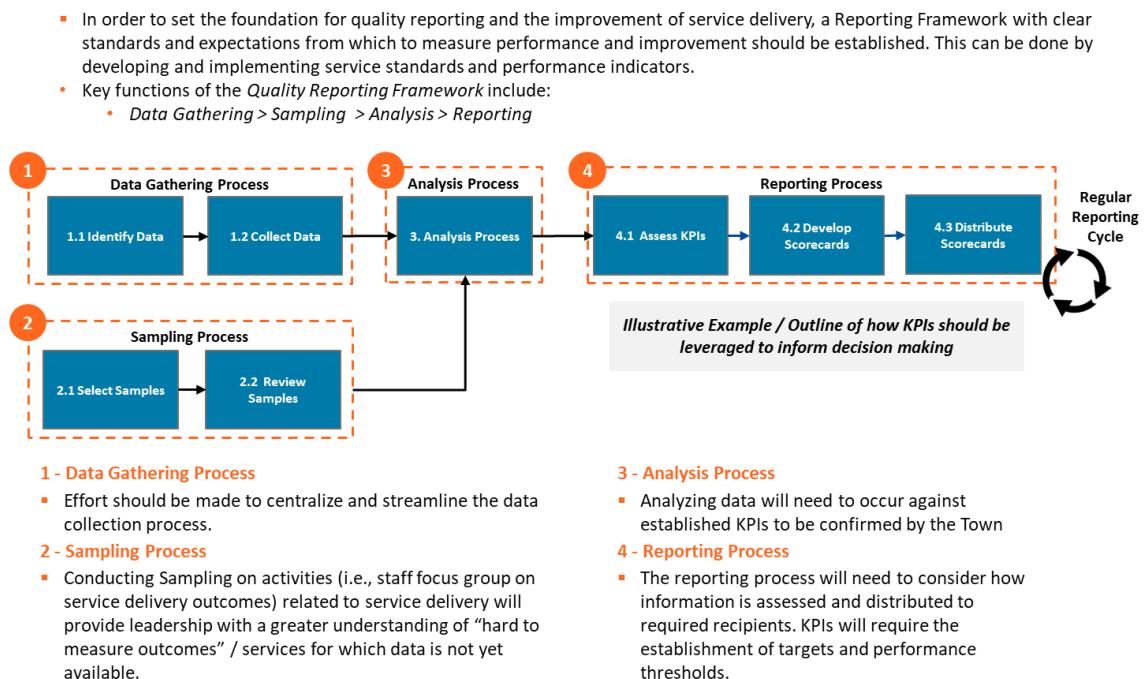 In order to set the foundation for quality reporting and the improvement of service delivery, a Reporting Framework with clear
standards and expectations from which to measure performance and improvement should be established. This can be done by
developing and implementing service standards and performance indicators.
Key functions of the Quality Reporting Framework include:
Data Gathering > Sampling > Analysis > Reporting
1
Data Gathering Process
1.1 Identify Data
1.2 Collect Data
3
Analysis Process
3. Analysis Process
4
Reporting Process
4.1 Assess KPIs
4.2 Develop
Scorecards
4.3 Distribute
Scorecards
Regular
Reporting
Cycle
2
Sampling Process
2.1 Select Samples
2.2 Review
Samples
Illustrative Example / Outline of how KPIs should be
leveraged to inform decision making
1 - Data Gathering Process
Effort should be made to centralize and streamline the data
collection process.
2 - Sampling Process
Conducting Sampling on activities (i.e., staff focus group on
service delivery outcomes) related to service delivery will
provide leadership with a greater understanding of “hard to
measure outcomes” / services for which data is not yet
available.
3 - Analysis Process
Analyzing data will need to occur against
established KPIs to be confirmed by the Town
4 - Reporting Process
The reporting process will need to consider how
information is assessed and distributed to
required recipients. KPIs will require the
establishment of targets and performance
thresholds.